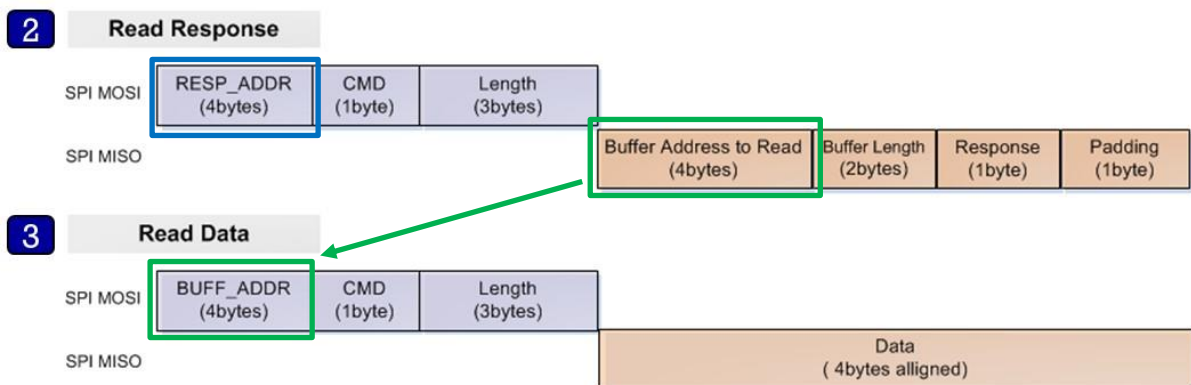 2 Read Response
SPI MOSI RESP_ADDR CMD Length
(4bytes) (1byte) (3bytes)
SPI MISO Buffer Address to Read Buffer Length Response Padding
(4bytes) (2bytes) (1byte) (1byte)
3 Read Data
SPI MOSI BUFF_ADDR CMD Length
(4bytes) (1byte) (3bytes)
SPI MISO Data
( 4bytes alligned)